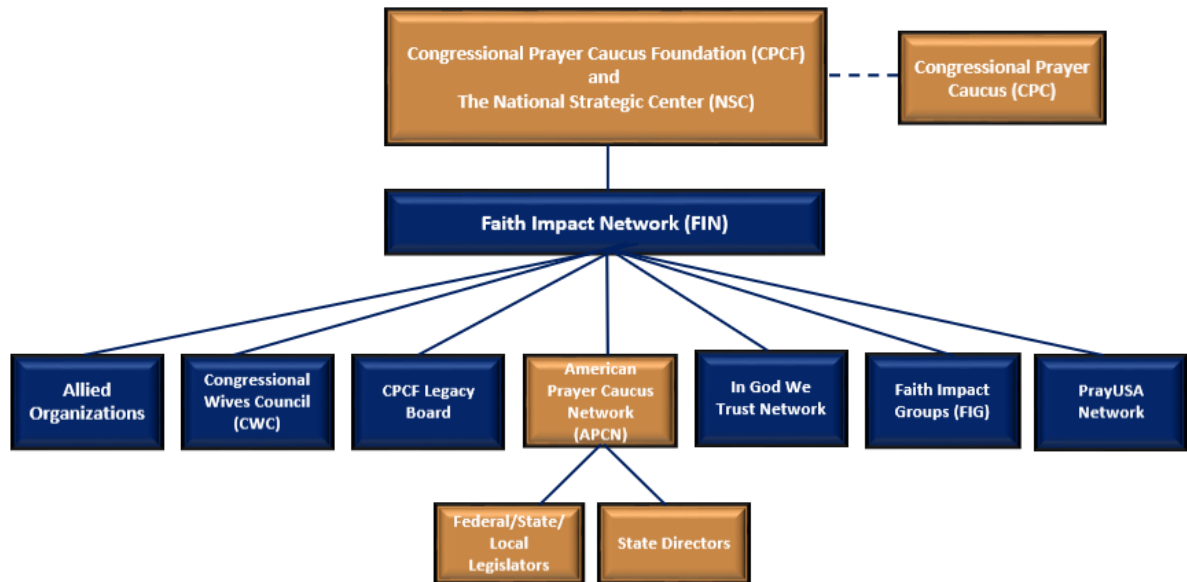 Congressional Prayer Caucus Foundation (CPCF)
and
The National Strategic Center (NSC)
Congressional Prayer
Caucus (CPC)
Faith Impact Network (FIN)
Allied
Organizations
Congressional
Wives Council
(CWC)
CPCF Legacy
Board
American
Prayer Caucus
Network
(APCN)
In God We
Trust Network
Faith Impact
Groups (FIG)
PrayUSA
Network
Federal/State/
Local
Legislators
State Directors